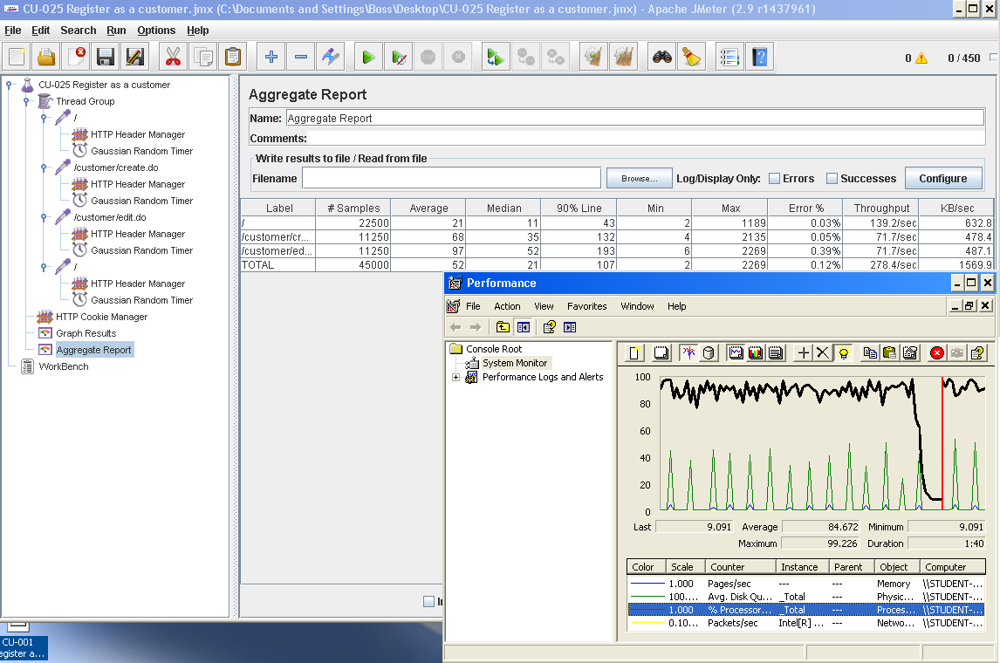 CU-025 Register as a customer.jmx (C:\Documents and Settings\Boss\Desktop\CU-025 Register as a customer.jmx) - Apache JMeter (2.9 r1437961)
File Edit Search Run Options Help
0 0 / 450
CU-025 Register as a customer
Thread Group
/
HTTP Header Manager
Gaussian Random Timer
/customer/create.do
HTTP Header Manager
Gaussian Random Timer
/customer/edit.do
HTTP Header Manager
Gaussian Random Timer
/
HTTP Header Manager
Gaussian Random Timer
HTTP Cookie Manager
Graph Results
Aggregate Report
WorkBench
Aggregate Report
Name: Aggregate Report
Comments:
Write results to file / Read from file
Filename Browse... Log/Display Only: Errors Successes Configure
Label # Samples Average Median 90% Line Min Max Error % Throughput KB/sec
/ 22500 21 11 43 2 1189 0.03% 139.2/sec 632.8
/customer/cr... 11250 68 35 132 4 2135 0.05% 71.7/sec 478.4
/customer/ed... 11250 97 52 193 6 2269 0.39% 71.7/sec 487.1
TOTAL 45000 52 21 107 2 2269 0.12% 278.4/sec 1569.9
Performance
File Action View Favorites Window Help
Console Root
System Monitor
Performance Logs and Alerts
100
80
60
40
20
0
Last 9.091 Average 84.672 Minimum 9.091
Maximum 99.226 Duration 1:40
Color Scale Counter Instance Parent Object Computer
1.000 Pages/sec --- --- Memory \\STUDENT-...
100.... Avg. Disk Qu... _Total --- Physic... \\STUDENT-...
1.000 % Processor... _Total --- Proces... \\STUDENT-...
0.10... Packets/sec Intel[R] ... --- Netwo... \\STUDENT-...
CU-001
egister a...